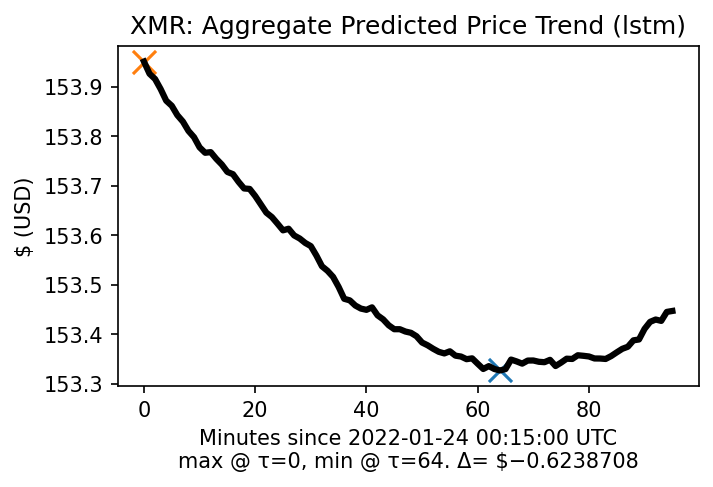 XMR: Aggregate Predicted Price Trend (lstm)
$ (USD)
153.9
153.8
153.7
153.6
153.5
153.4
153.3
0 20 40 60 80
Minutes since 2022-01-24 00:15:00 UTC
max @ τ=0, min @ τ=64. Δ= $−0.6238708